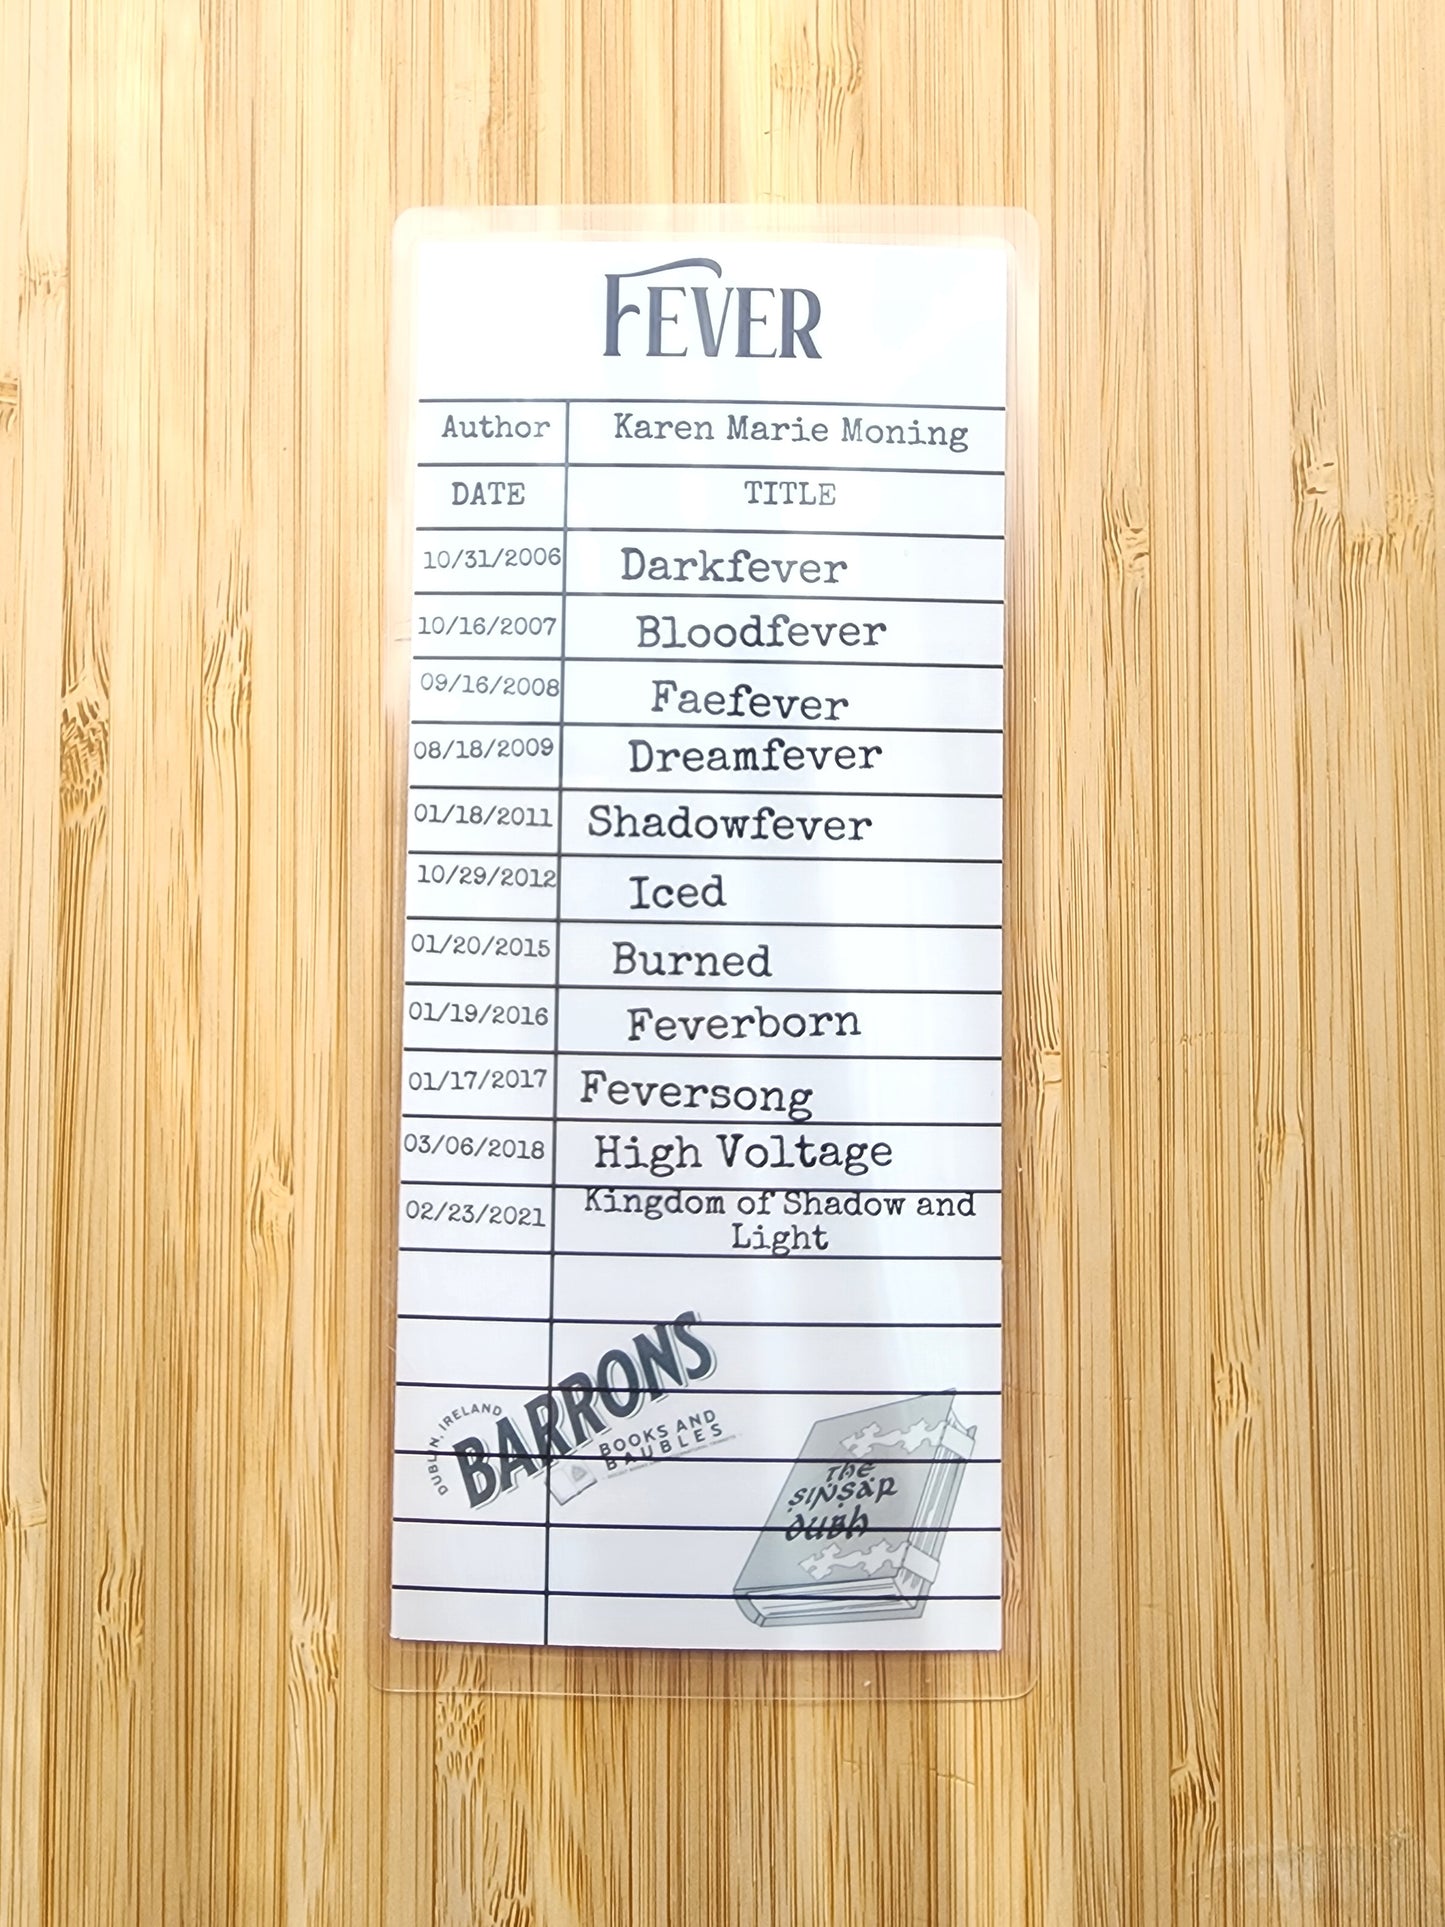 FEVER
Author Karen Marie Moning
DATE TITLE
10/31/2006 Darkfever
10/16/2007 Bloodfever
09/16/2008 Faefever
08/18/2009 Dreamfever
01/18/2011 Shadowfever
10/29/2012 Iced
01/20/2015 Burned
01/19/2016 Feverborn
01/17/2017 Feversong
03/06/2018 High Voltage
02/23/2021 Kingdom of Shadow and
Light
DUBLIN, IRELAND
BARRONS
BOOKS AND
BAUBLES
THE
SINSAR
DUBH